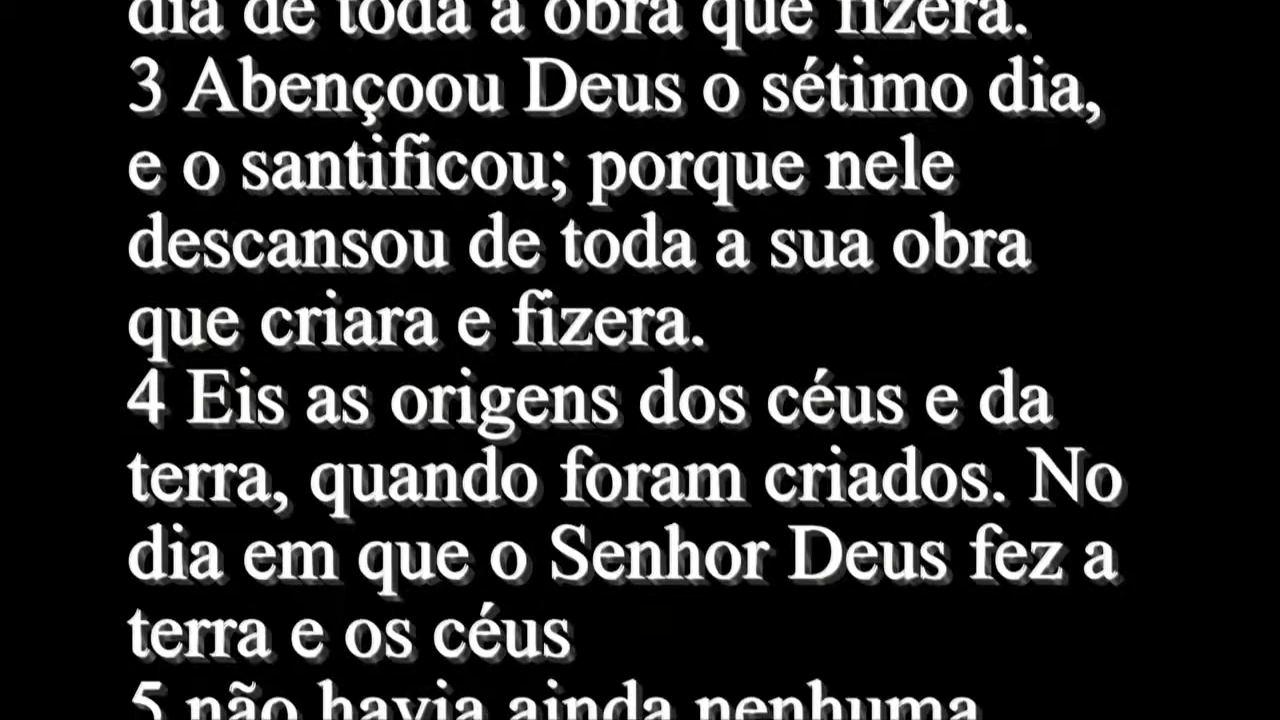 dia de toda a obra que fizera.
3 Abençoou Deus o sétimo dia,
e o santificou; porque nele
descansou de toda a sua obra
que criara e fizera.
4 Eis as origens dos céus e da
terra, quando foram criados. No
dia em que o Senhor Deus fez a
terra e os céus
5 não havia ainda nenhuma